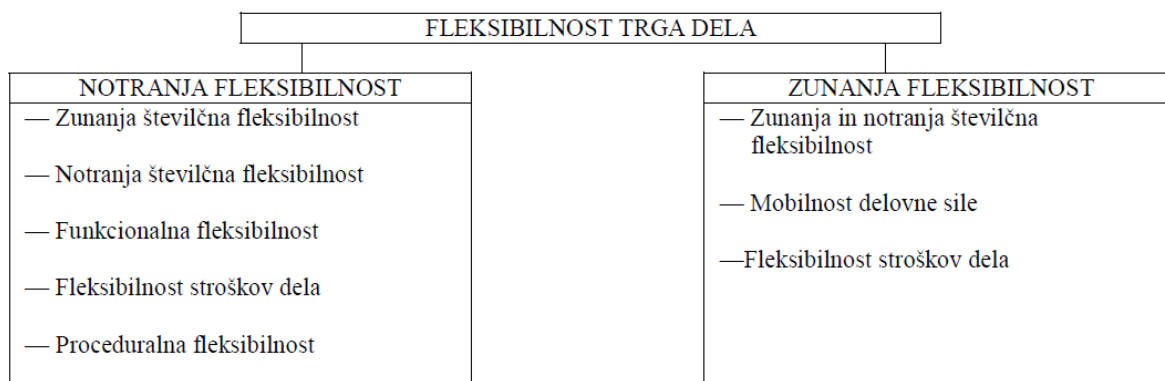 FLEKSIBILNOST TRGA DELA
NOTRANJA FLEKSIBILNOST
— Zunanja številčna fleksibilnost
— Notranja številčna fleksibilnost
— Funkcionalna fleksibilnost
— Fleksibilnost stroškov dela
— Proceduralna fleksibilnost
ZUNANJA FLEKSIBILNOST
— Zunanja in notranja številčna
fleksibilnost
— Mobilnost delovne sile
—Fleksibilnost stroškov dela